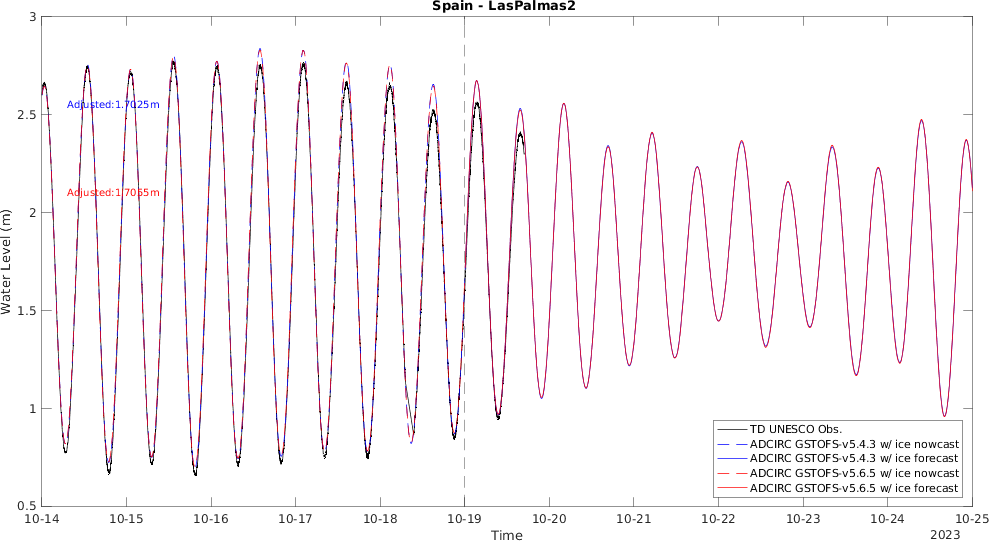 Spain - LasPalmas2
3
2.5
2
1.5
1
0.5
Water Level (m)
Adjusted:1.7025m
Adjusted:1.7055m
TD UNESCO Obs.
ADCIRC GSTOFS-v5.4.3 w/ ice nowcast
ADCIRC GSTOFS-v5.4.3 w/ ice forecast
ADCIRC GSTOFS-v5.6.5 w/ ice nowcast
ADCIRC GSTOFS-v5.6.5 w/ ice forecast
10-14 10-15 10-16 10-17 10-18 10-19 10-20 10-21 10-22 10-23 10-24 10-25
Time
2023